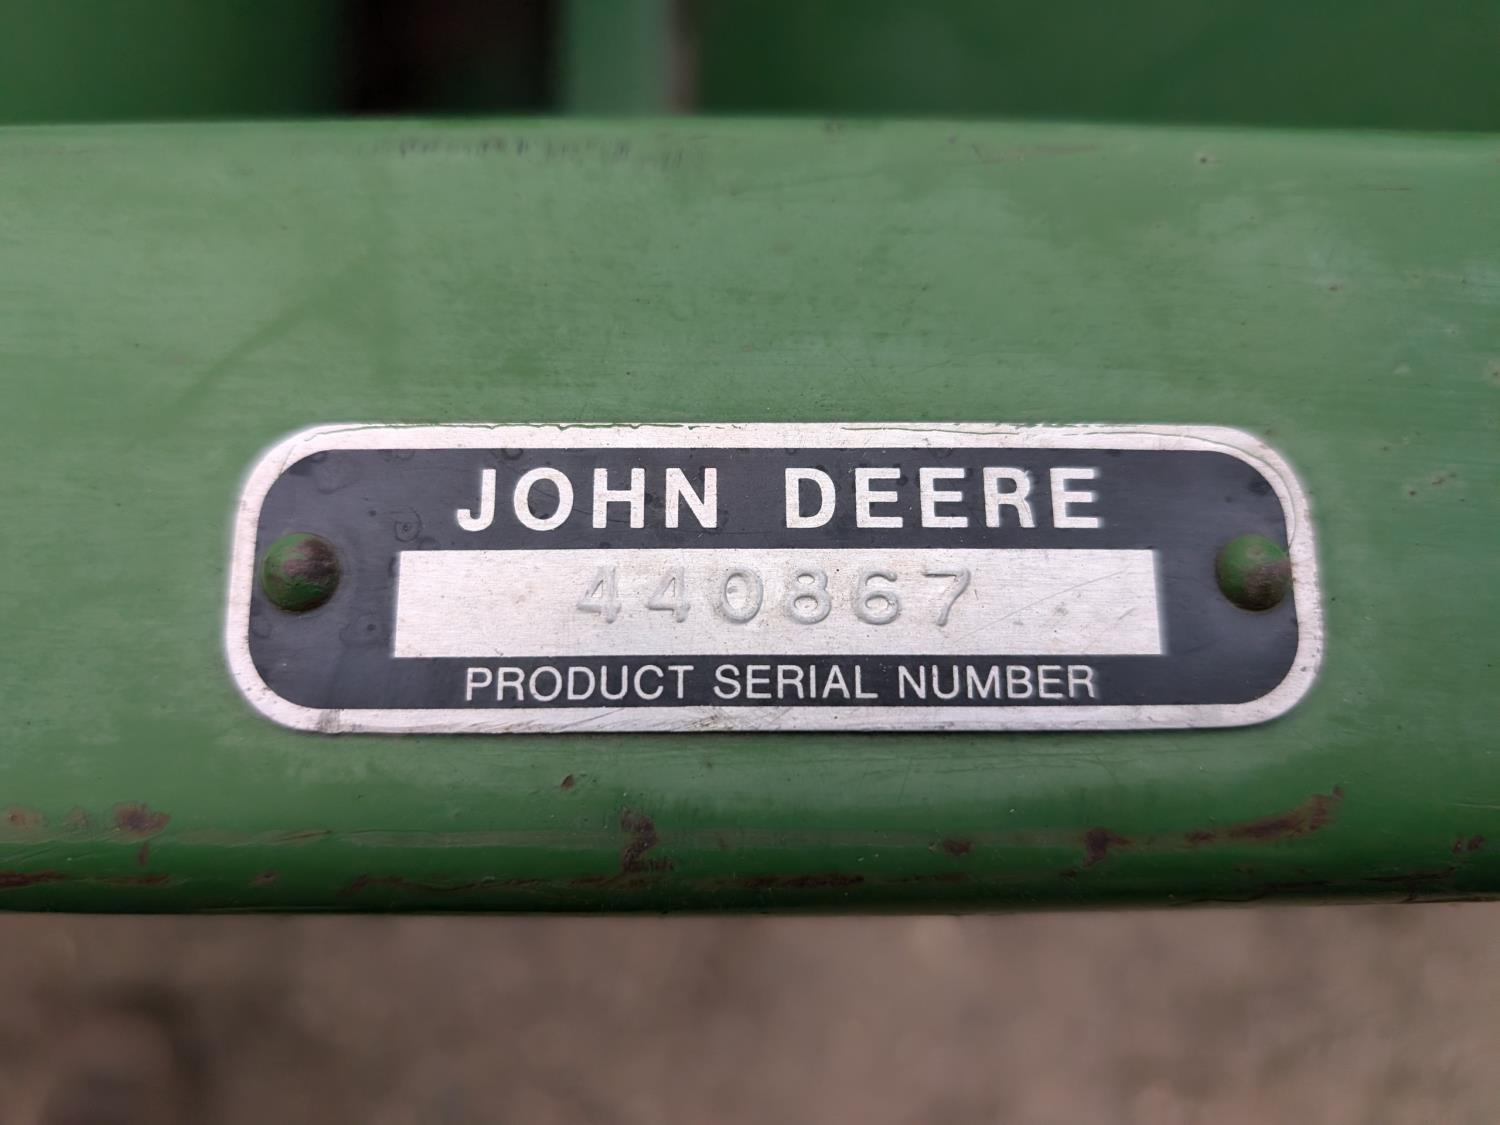 JOHN DEERE
440867
PRODUCT SERIAL NUMBER